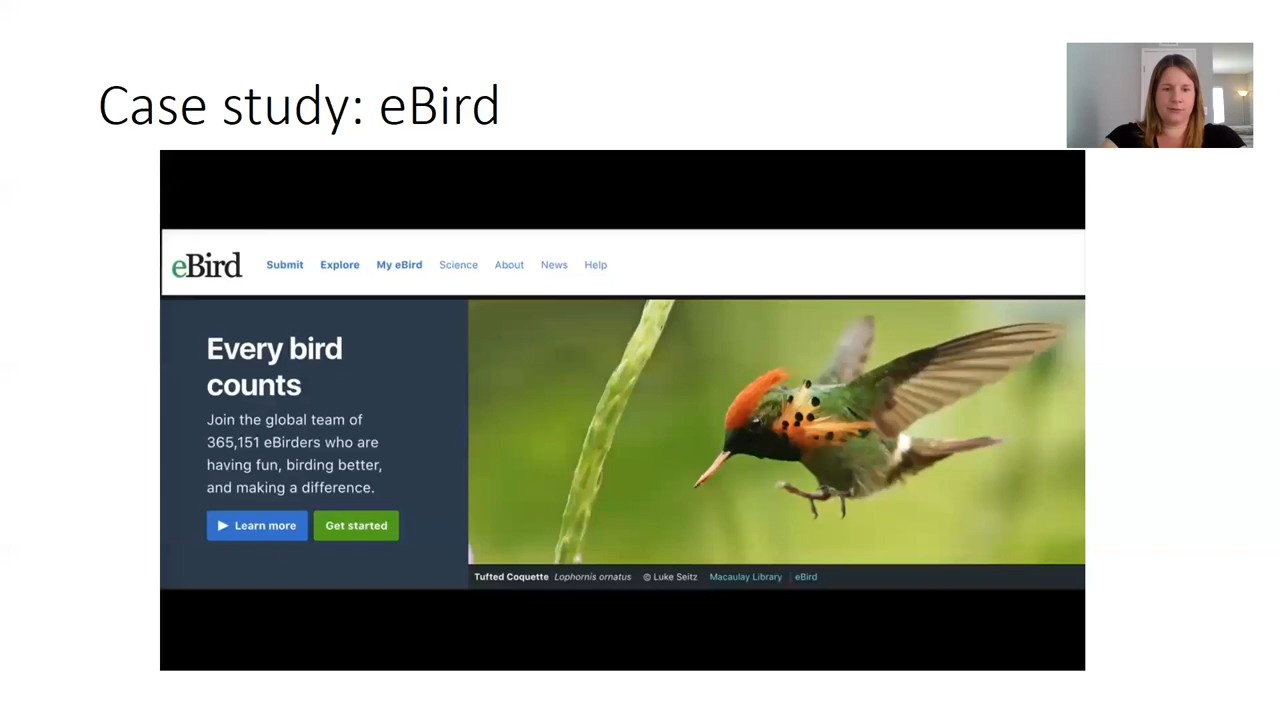 Case study: eBird
eBird Submit Explore My eBird Science About News Help
Every bird
counts
Join the global team of
365,151 eBirders who are
having fun, birding better,
and making a difference.
Learn more Get started
Tufted Coquette Lophornis ornatus © Luke Seitz Macaulay Library eBird